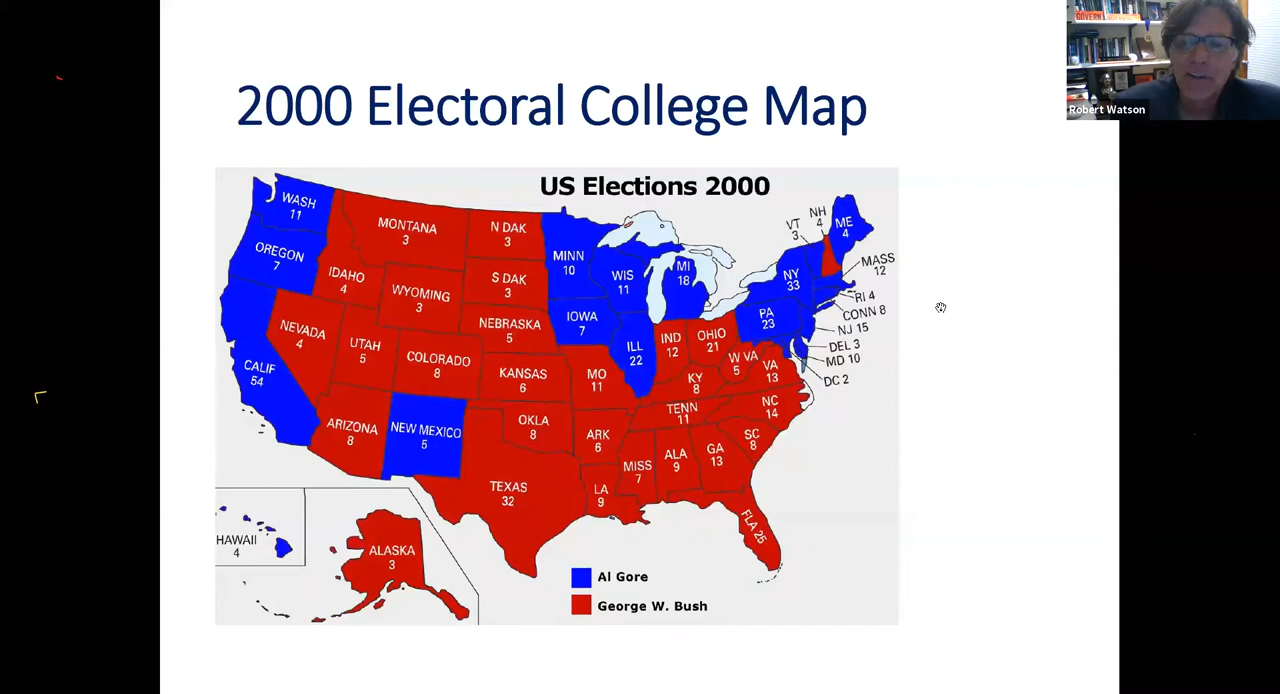 GOVERN
Robert Watson
2000 Electoral College Map
US Elections 2000
WASH
11
OREGON
7
CALIF
54
NEVADA
4
IDAHO
4
MONTANA
3
WYOMING
3
UTAH
5
COLORADO
8
ARIZONA
8
NEW MEXICO
5
N DAK
3
S DAK
3
NEBRASKA
5
KANSAS
6
OKLA
8
TEXAS
32
MINN
10
IOWA
7
MO
11
ARK
6
LA
9
WIS
11
ILL
22
MI
18
IND
12
OHIO
21
KY
8
TENN
11
MISS
7
ALA
9
GA
13
FLA 25
SC
8
NC
14
VA
13
W VA
5
PA
23
NY
33
VT
3
NH
4
ME
4
MASS
12
RI 4
CONN 8
NJ 15
DEL 3
MD 10
DC 2
HAWAII
4
ALASKA
3
Al Gore
George W. Bush